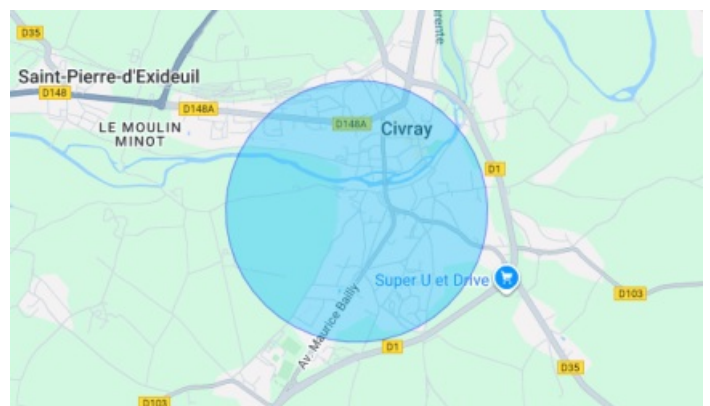 D35
Saint-Pierre-d'Exideuil
D148
D148A
LE MOULIN
MINOT
D148A
Civray
D1
Super U et Drive
D103
Av. Maurice Bailly
D1
D35
D103